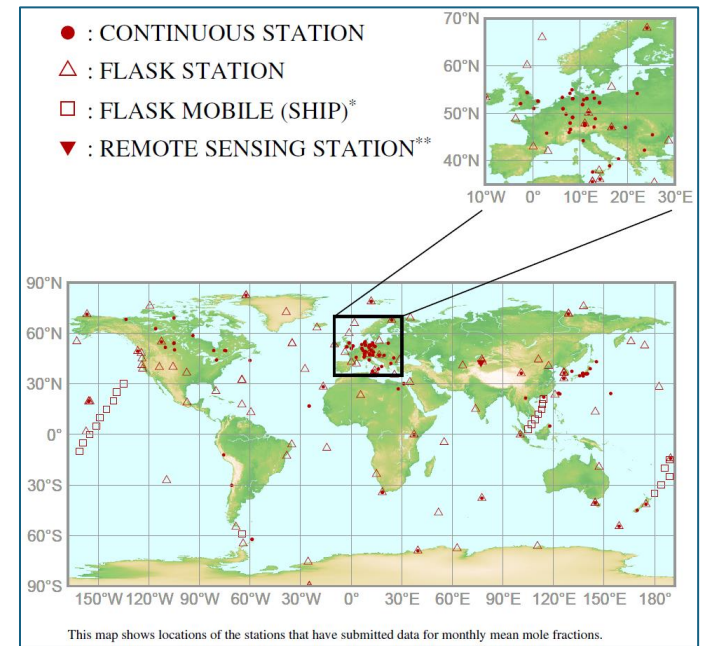 : CONTINUOUS STATION
: FLASK STATION
: FLASK MOBILE (SHIP)*
: REMOTE SENSING STATION**
70°N
60°N
50°N
40°N
10°W 0° 10°E 20°E 30°E
90°N
60°N
30°N
0°
30°S
60°S
90°S
150°W 120°W 90°W 60°W 30°W 0° 30°E 60°E 90°E 120°E 150°E 180°
This map shows locations of the stations that have submitted data for monthly mean mole fractions.